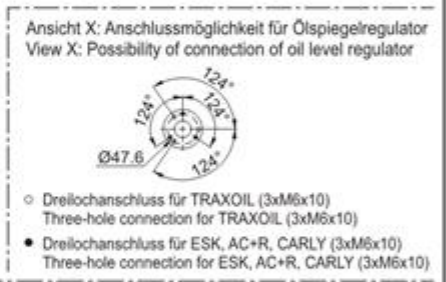 Ansicht X: Anschlussmöglichkeit für Ölspiegelregulator
View X: Possibility of connection of oil level regulator
124°
124°
124°
124°
Ø47.6
○ Dreilochanschluss für TRAXOIL (3xM6x10)
Three-hole connection for TRAXOIL (3xM6x10)
● Dreilochanschluss für ESK, AC+R, CARLY (3xM6x10)
Three-hole connection for ESK, AC+R, CARLY (3xM6x10)